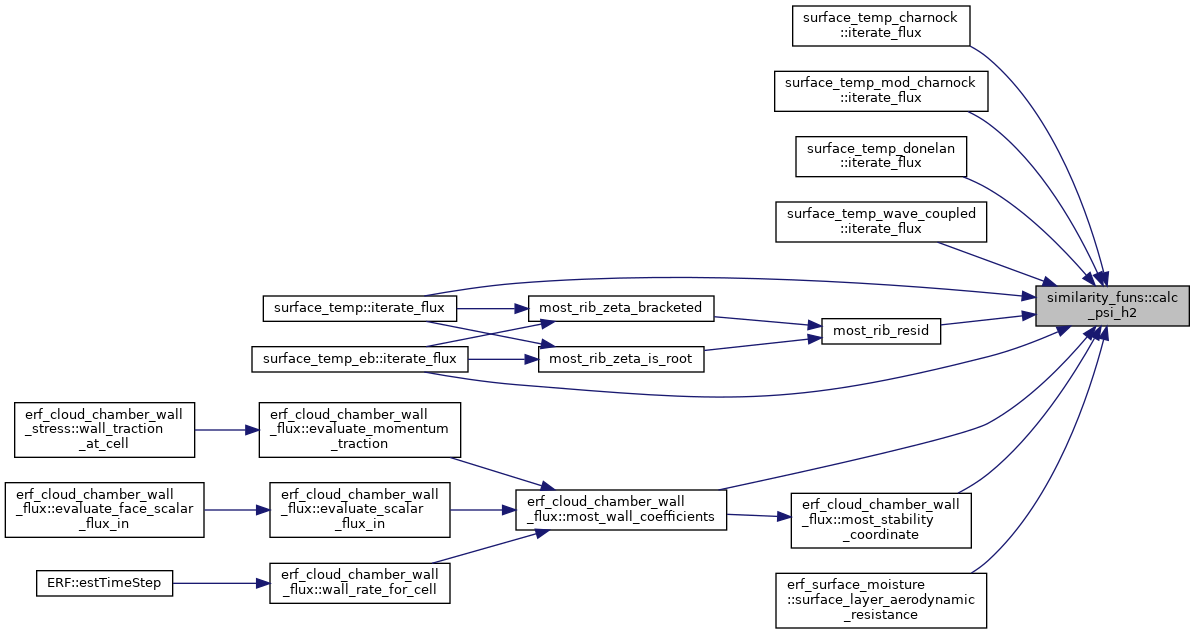 surface_temp_charnock
::iterate_flux
surface_temp_mod_charnock
::iterate_flux
surface_temp_donelan
::iterate_flux
surface_temp_wave_coupled
::iterate_flux
similarity_funs::calc
_psi_h2
surface_temp::iterate_flux
most_rib_zeta_bracketed
most_rib_resid
surface_temp_eb::iterate_flux
most_rib_zeta_is_root
erf_cloud_chamber_wall
_stress::wall_traction
_at_cell
erf_cloud_chamber_wall
_flux::evaluate_momentum
_traction
erf_cloud_chamber_wall
_flux::evaluate_face_scalar
_flux_in
erf_cloud_chamber_wall
_flux::evaluate_scalar
_flux_in
erf_cloud_chamber_wall
_flux::most_wall_coefficients
erf_cloud_chamber_wall
_flux::most_stability
_coordinate
ERF::estTimeStep
erf_cloud_chamber_wall
_flux::wall_rate_for_cell
erf_surface_moisture
::surface_layer_aerodynamic
_resistance